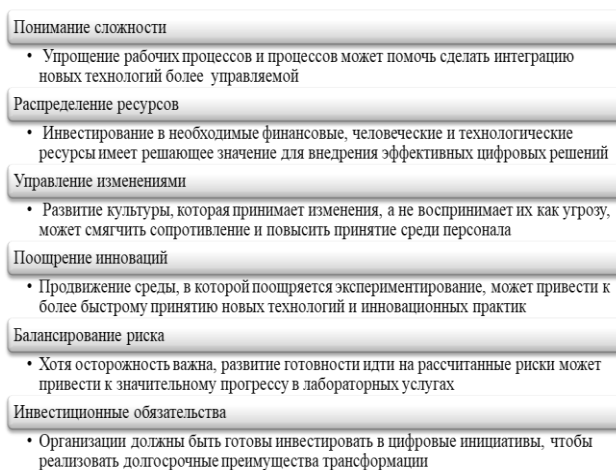 Понимание сложности
• Упрощение рабочих процессов и процессов может помочь сделать интеграцию
новых технологий более управляемой
Распределение ресурсов
• Инвестирование в необходимые финансовые, человеческие и технологические
ресурсы имеет решающее значение для внедрения эффективных цифровых решений
Управление изменениями
• Развитие культуры, которая принимает изменения, а не воспринимает их как угрозу,
может смягчить сопротивление и повысить принятие среди персонала
Поощрение инноваций
• Продвижение среды, в которой поощряется экспериментирование, может привести к
более быстрому принятию новых технологий и инновационных практик
Балансирование риска
• Хотя осторожность важна, развитие готовности идти на рассчитанные риски может
привести к значительному прогрессу в лабораторных услугах
Инвестиционные обязательства
• Организации должны быть готовы инвестировать в цифровые инициативы, чтобы
реализовать долгосрочные преимущества трансформации